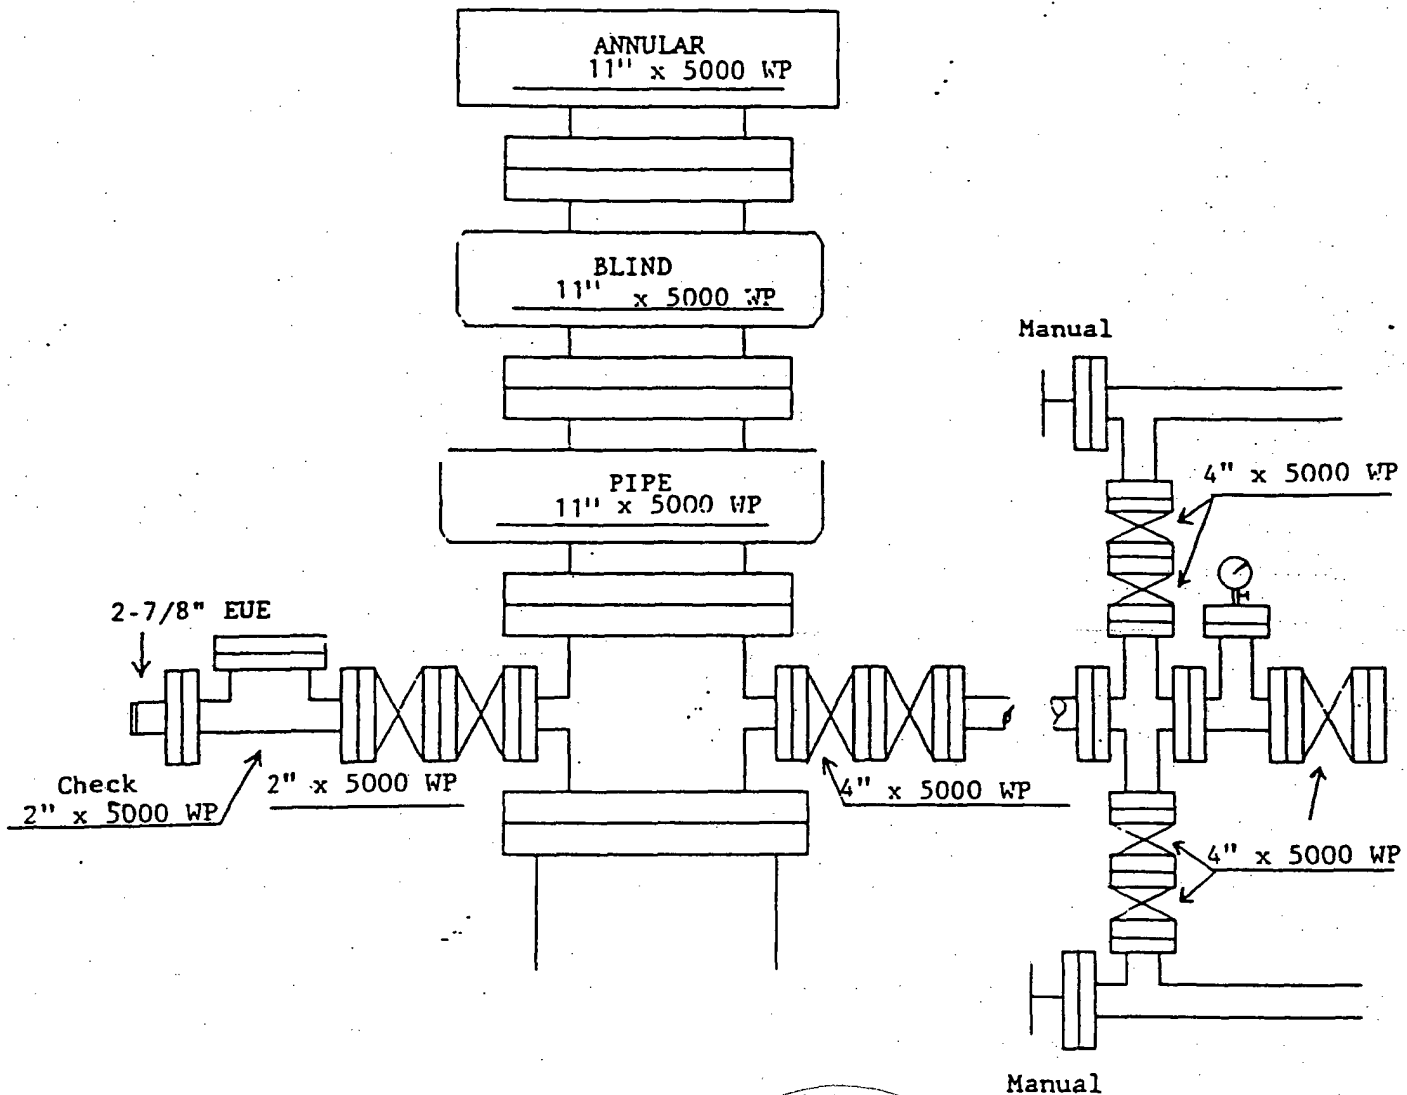 ANNULAR
11" x 5000 WP
BLIND
11" x 5000 WP
Manual
PIPE
11" x 5000 WP
4" x 5000 WP
2-7/8" EUE
Check
2" x 5000 WP
2" x 5000 WP
4" x 5000 WP
4" x 5000 WP
Manual